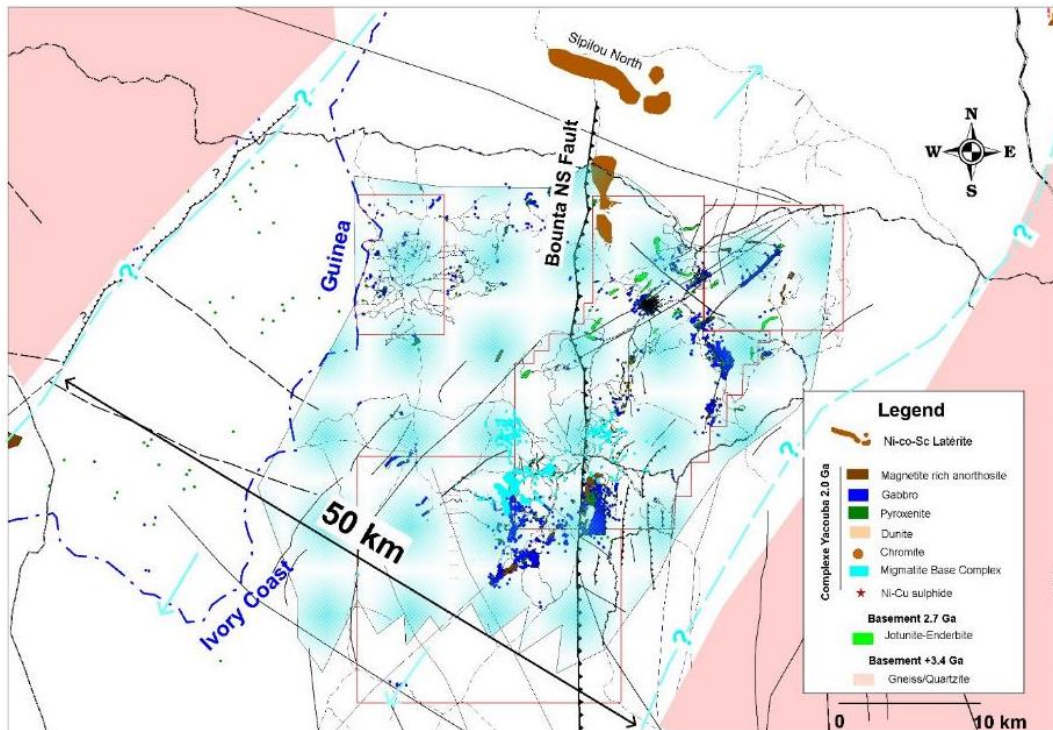 Sipilou North
N
W E
S
Bounta NS Fault
?
?
?
?
Guinea
?
?
50 km
Ivory Coast
?
?
Legend
Ni-co-Sc Latérite
Complexe Yacouba 2.0 Ga
Magnetite rich anorthosite
Gabbro
Pyroxenite
Dunite
Chromite
Migmatite Base Complex
Ni-Cu sulphide
Basement 2.7 Ga
Jotunite-Enderbite
Basement +3.4 Ga
Gneiss/Quartzite
0 10 km